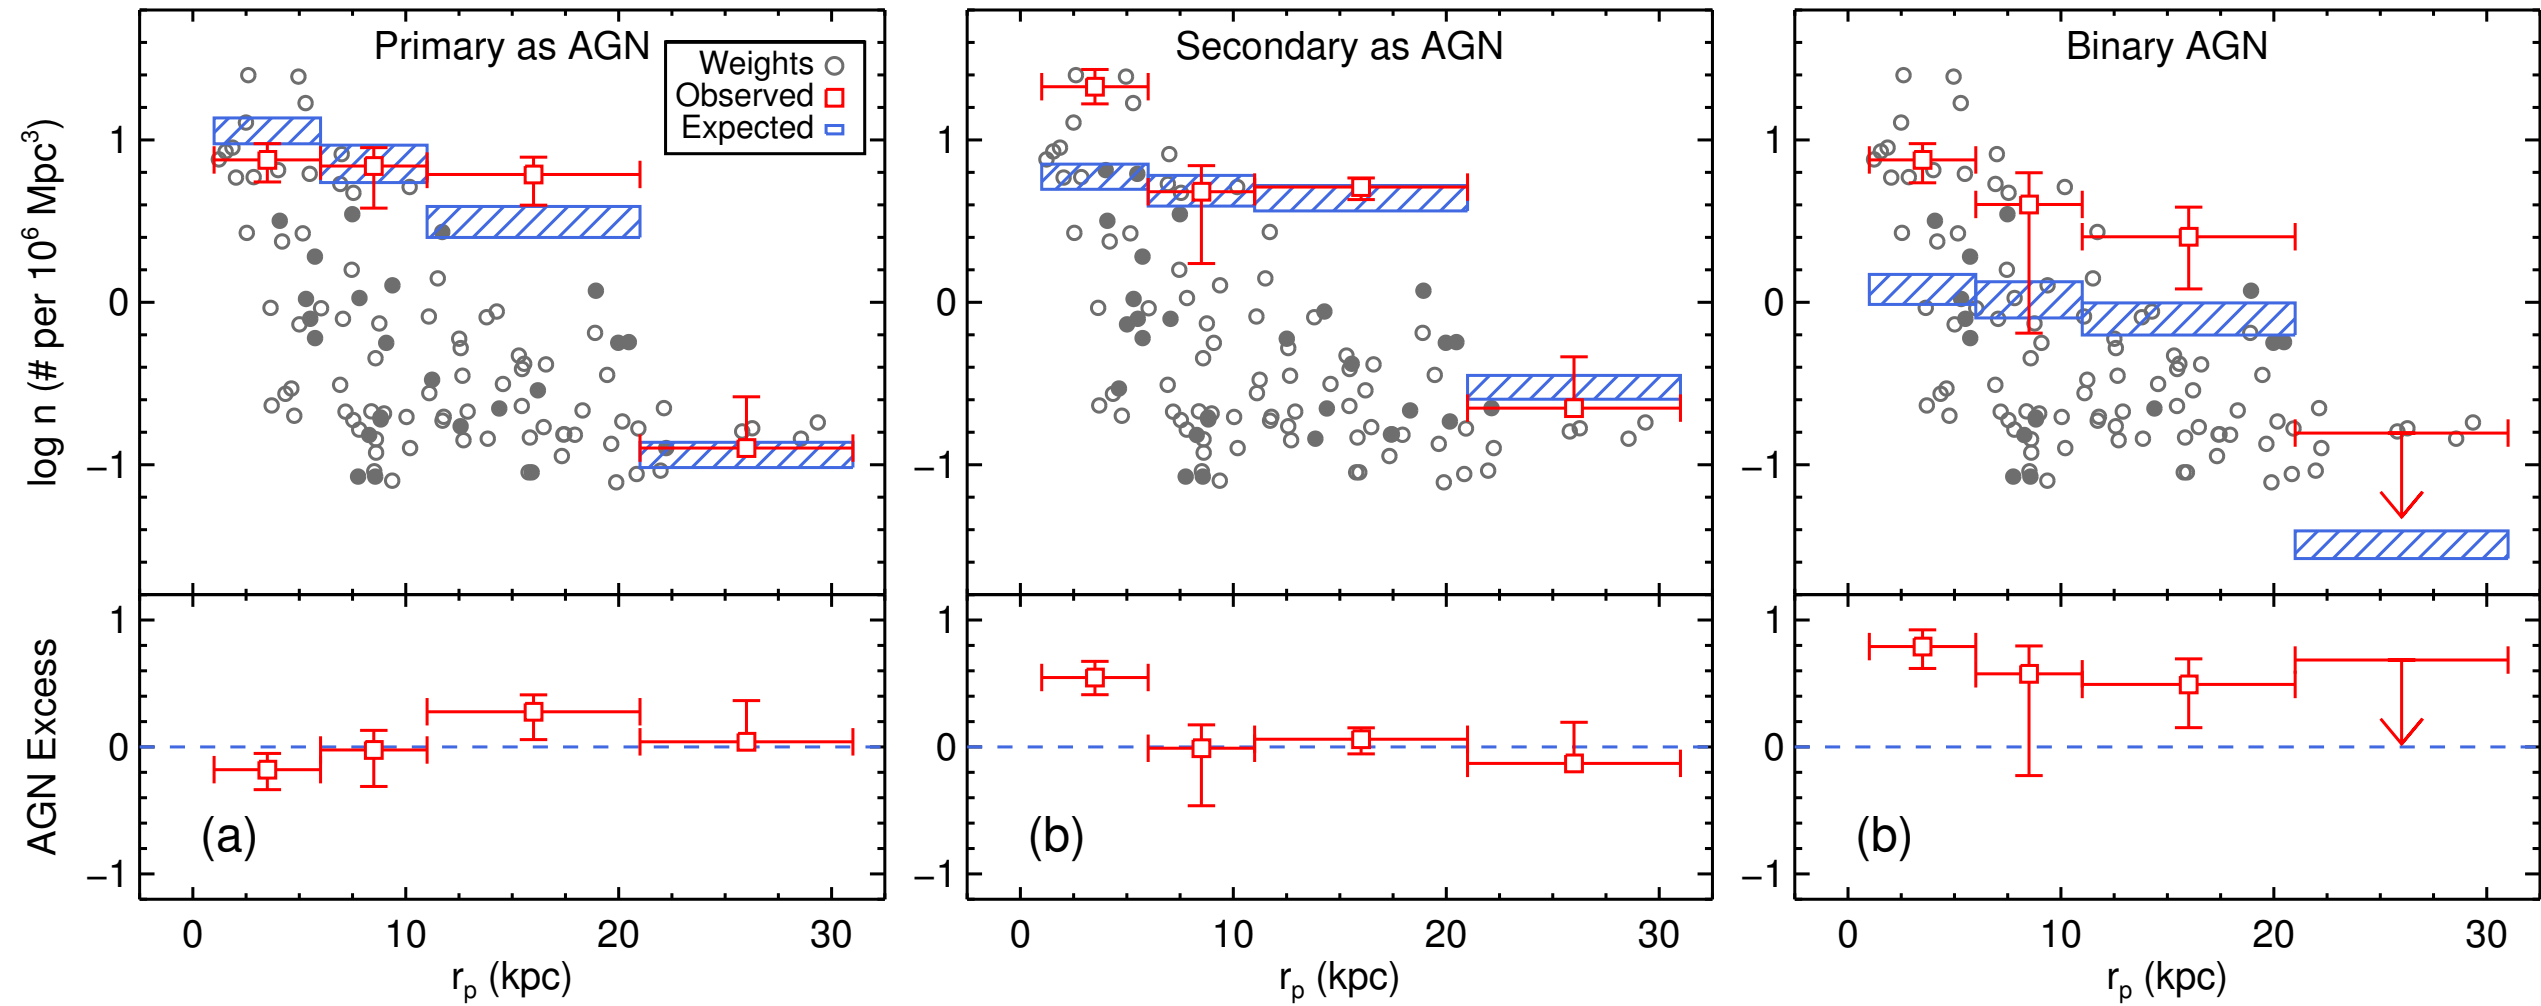 Primary as AGN
Weights
Observed
Expected
Secondary as AGN
Binary AGN
log n (# per 10⁶ Mpc³)
1
0
−1
1
0
−1
1
0
−1
AGN Excess
1
0
−1
(a)
1
0
−1
(b)
1
0
−1
(b)
0 10 20 30
0 10 20 30
0 10 20 30
rₚ (kpc)
rₚ (kpc)
rₚ (kpc)